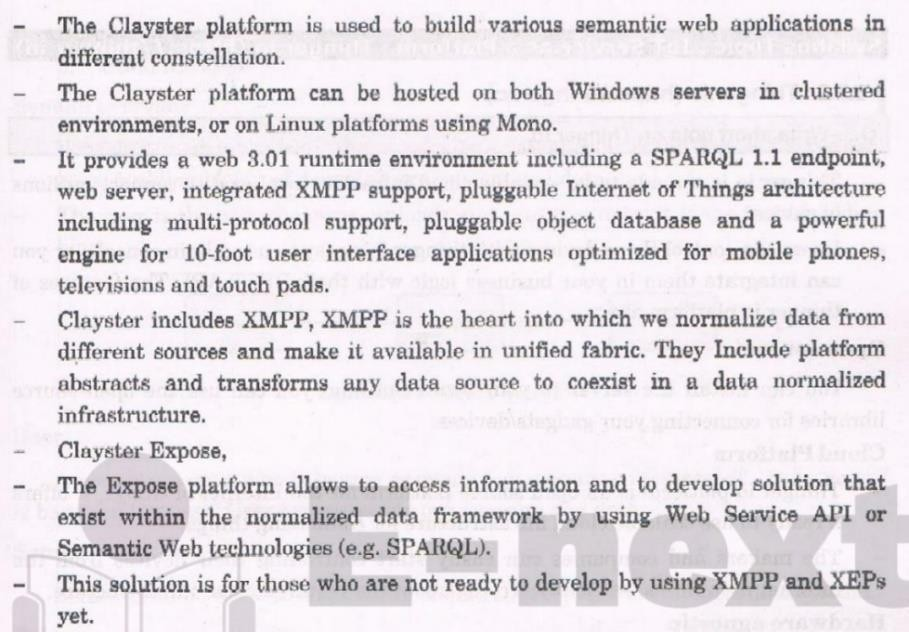 – The Clayster platform is used to build various semantic web applications in
different constellation.
– The Clayster platform can be hosted on both Windows servers in clustered
environments, or on Linux platforms using Mono.
– It provides a web 3.01 runtime environment including a SPARQL 1.1 endpoint,
web server, integrated XMPP support, pluggable Internet of Things architecture
including multi-protocol support, pluggable object database and a powerful
engine for 10-foot user interface applications optimized for mobile phones,
televisions and touch pads.
– Clayster includes XMPP, XMPP is the heart into which we normalize data from
different sources and make it available in unified fabric. They Include platform
abstracts and transforms any data source to coexist in a data normalized
infrastructure.
– Clayster Expose,
– The Expose platform allows to access information and to develop solution that
exist within the normalized data framework by using Web Service API or
Semantic Web technologies (e.g. SPARQL).
– This solution is for those who are not ready to develop by using XMPP and XEPs
yet.
E-next